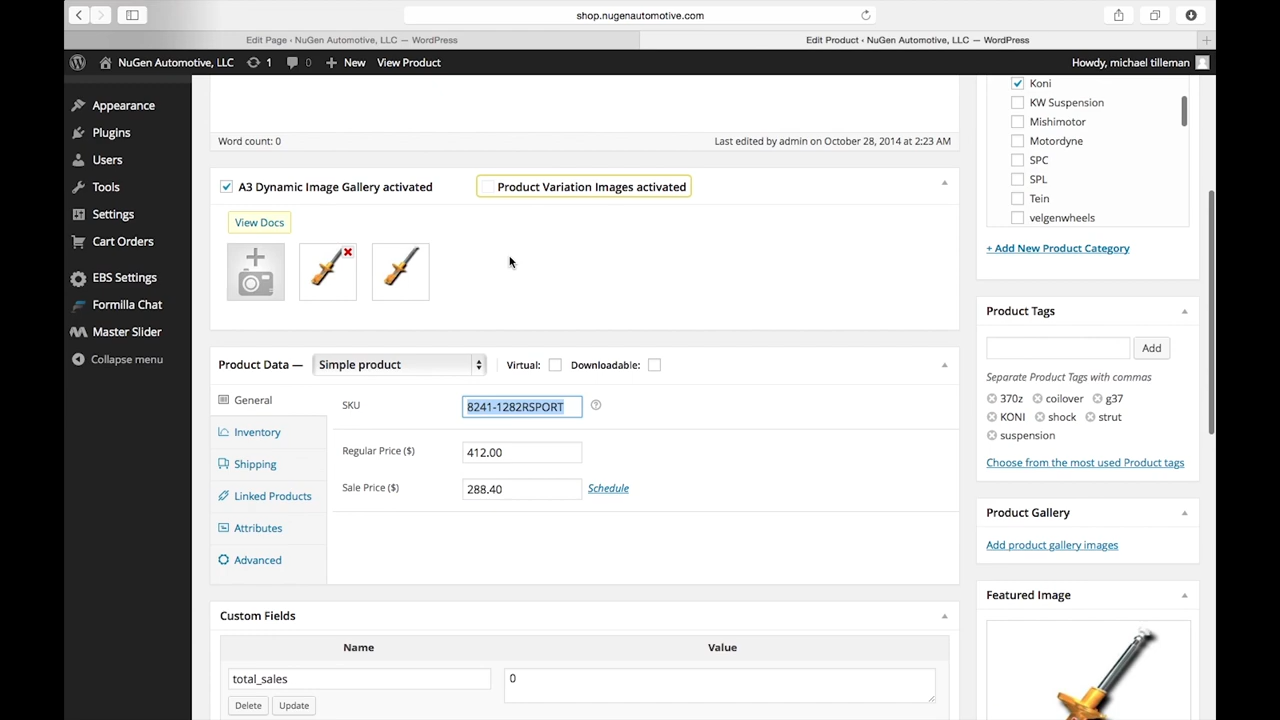 shop.nugenautomotive.com
Edit Page ‹ NuGen Automotive, LLC — WordPress
Edit Product ‹ NuGen Automotive, LLC — WordPress
NuGen Automotive, LLC 1 0 New View Product Howdy, michael tilleman
Appearance
Plugins
Users
Tools
Settings
Cart Orders
EBS Settings
Formilla Chat
Master Slider
Collapse menu
Word count: 0 Last edited by admin on October 28, 2014 at 2:23 AM
A3 Dynamic Image Gallery activated Product Variation Images activated
View Docs
Product Data — Simple product Virtual: Downloadable:
General
Inventory
Shipping
Linked Products
Attributes
Advanced
SKU 8241-1282RSPORT
Regular Price ($) 412.00
Sale Price ($) 288.40 Schedule
Custom Fields
Name Value
total_sales 0
Delete Update
Koni
KW Suspension
Mishimotor
Motordyne
SPC
SPL
Tein
velgenwheels
+ Add New Product Category
Product Tags
Add
Separate Product Tags with commas
370z coilover g37
KONI shock strut
suspension
Choose from the most used Product tags
Product Gallery
Add product gallery images
Featured Image